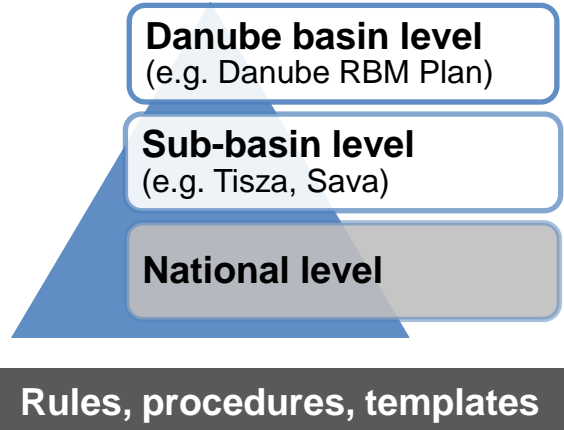 Danube basin level
(e.g. Danube RBM Plan)
Sub-basin level
(e.g. Tisza, Sava)
National level
Rules, procedures, templates